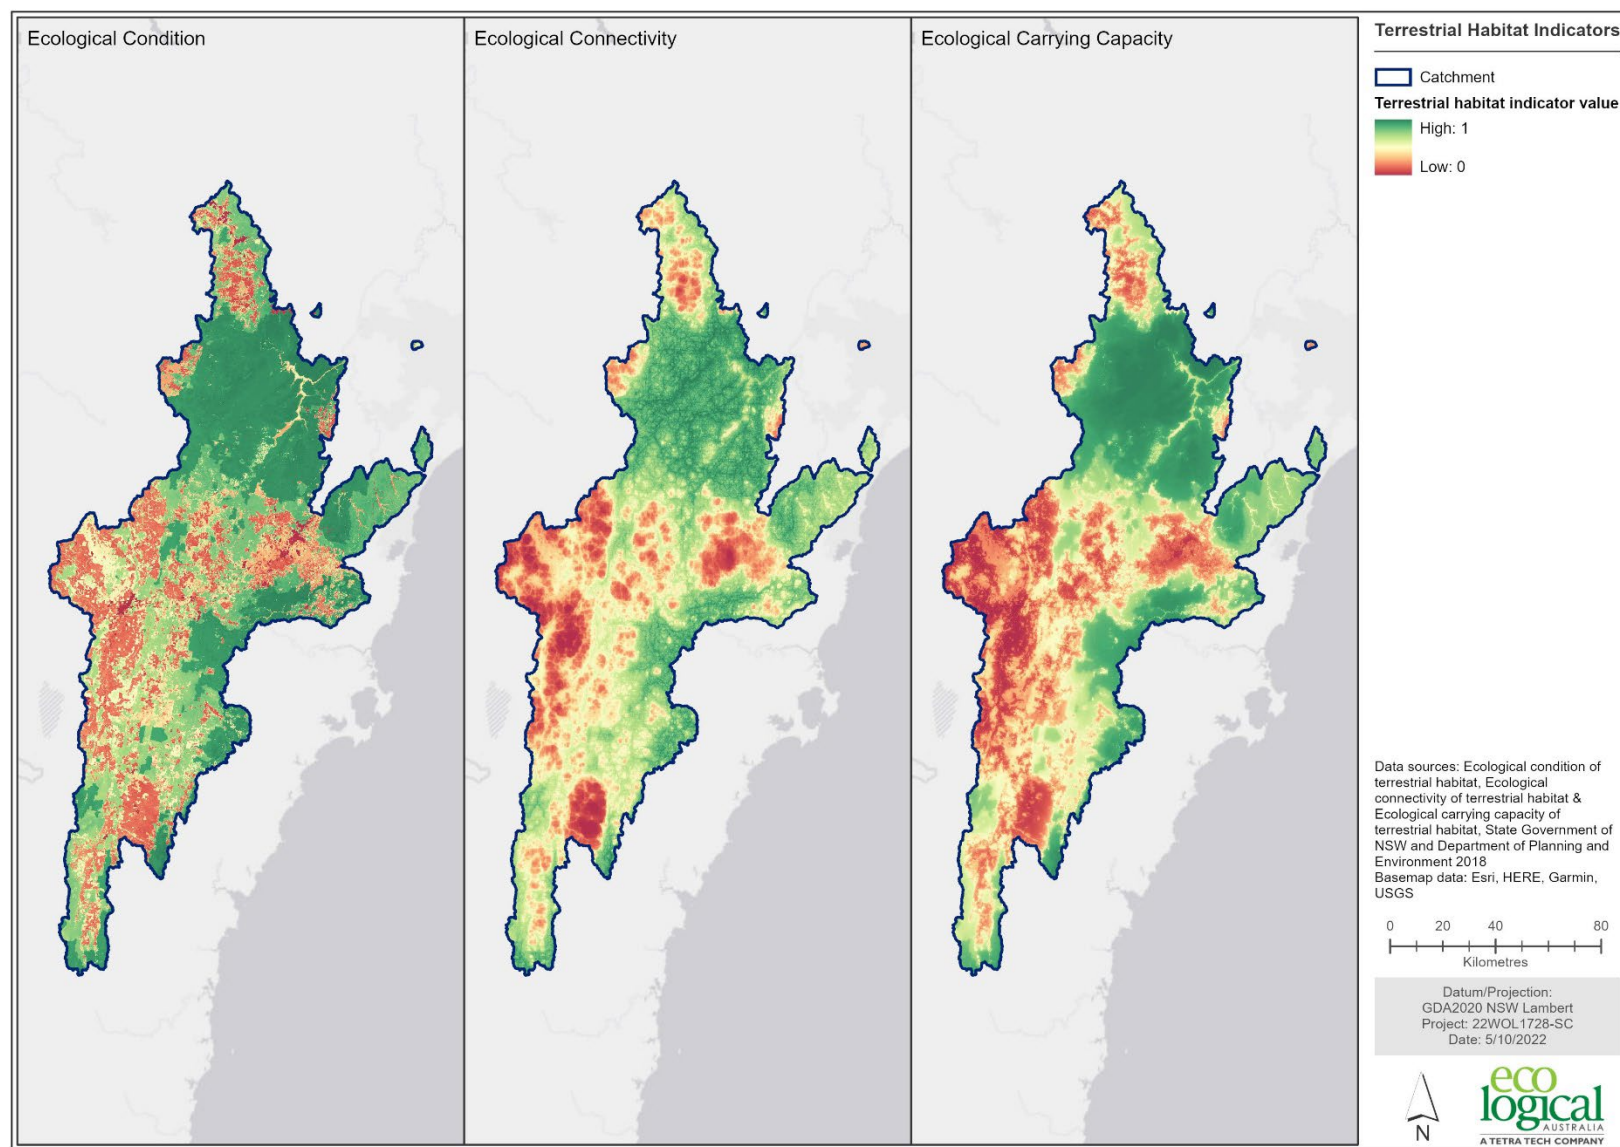 Ecological Condition
Ecological Connectivity
Ecological Carrying Capacity
Terrestrial Habitat Indicators
Catchment
Terrestrial habitat indicator value
High: 1
Low: 0
Data sources: Ecological condition of
terrestrial habitat, Ecological
connectivity of terrestrial habitat &
Ecological carrying capacity of
terrestrial habitat, State Government of
NSW and Department of Planning and
Environment 2018
Basemap data: Esri, HERE, Garmin,
USGS
0 20 40 80
Kilometres
Datum/Projection:
GDA2020 NSW Lambert
Project: 22WOL1728-SC
Date: 5/10/2022
N
eco
logical
AUSTRALIA
A TETRA TECH COMPANY